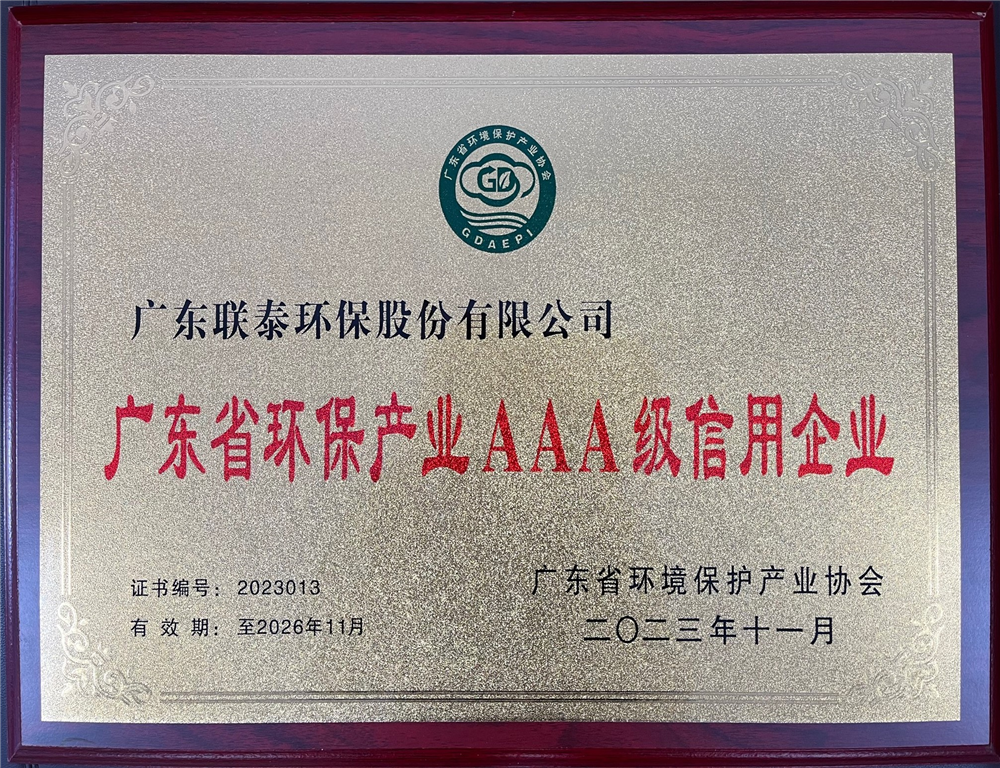 广东省环境保护产业协会
GD
GDAEPI
广东联泰环保股份有限公司
广东省环保产业AAA级信用企业
证书编号：2023013
有效期：至2026年11月
广东省环境保护产业协会
二〇二三年十一月